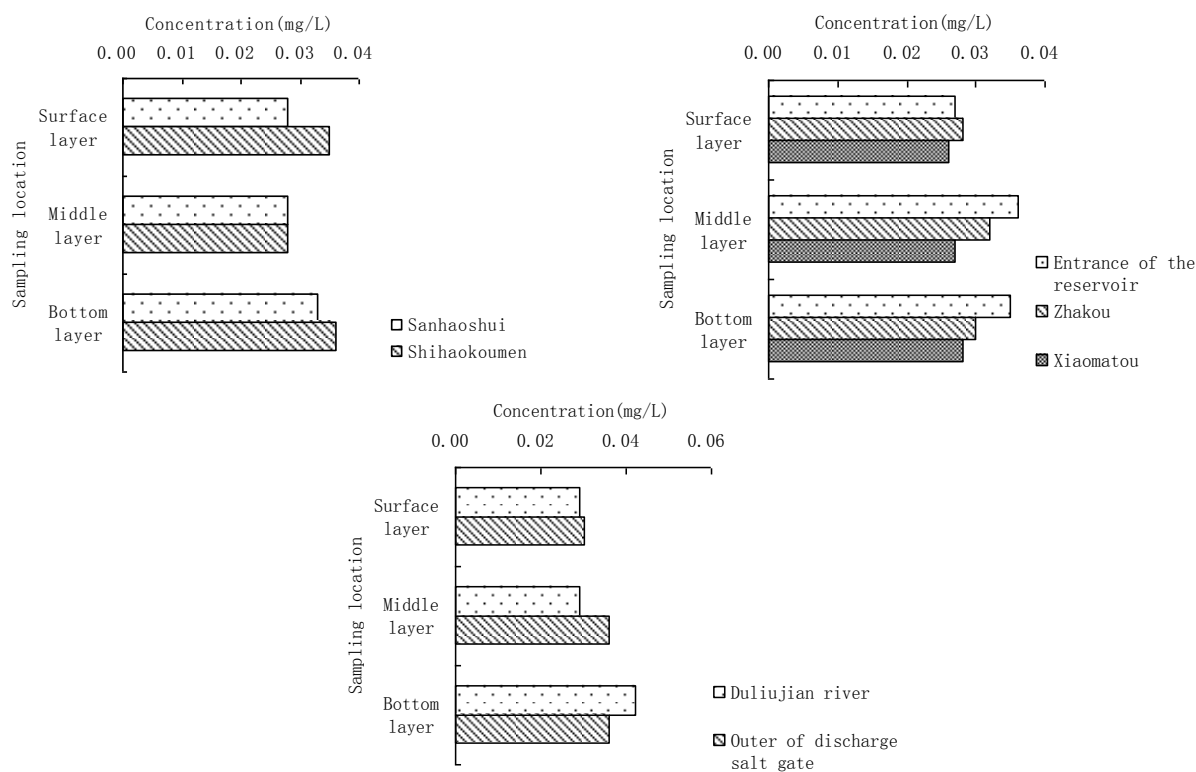 Concentration(mg/L)
0.00 0.01 0.02 0.03 0.04
Surface
layer
Middle
layer
Bottom
layer
Sampling location
Sanhaoshui
Shihaokoumen
Concentration(mg/L)
0.00 0.01 0.02 0.03 0.04
Surface
layer
Middle
layer
Bottom
layer
Sampling location
Entrance of the
reservoir
Zhakou
Xiaomatou
Concentration(mg/L)
0.00 0.02 0.04 0.06
Surface
layer
Middle
layer
Bottom
layer
Sampling location
Duliujian river
Outer of discharge
salt gate